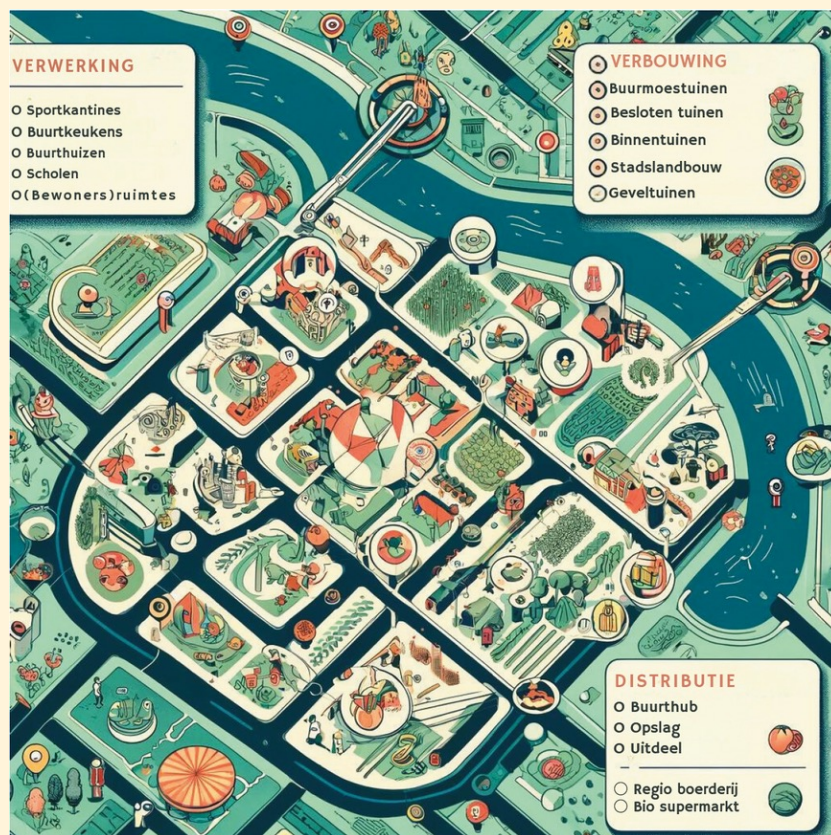 VERWERKING
O Sportkantines
O Buurtkeukens
O Buurthuizen
O Scholen
O (Bewoners)ruimtes
VERBOUWING
Buurmoestuinen
Besloten tuinen
Binnentuinen
Stadslandbouw
Geveltuinen
DISTRIBUTIE
O Buurthub
O Opslag
O Uitdeel
O Regio boerderij
O Bio supermarkt